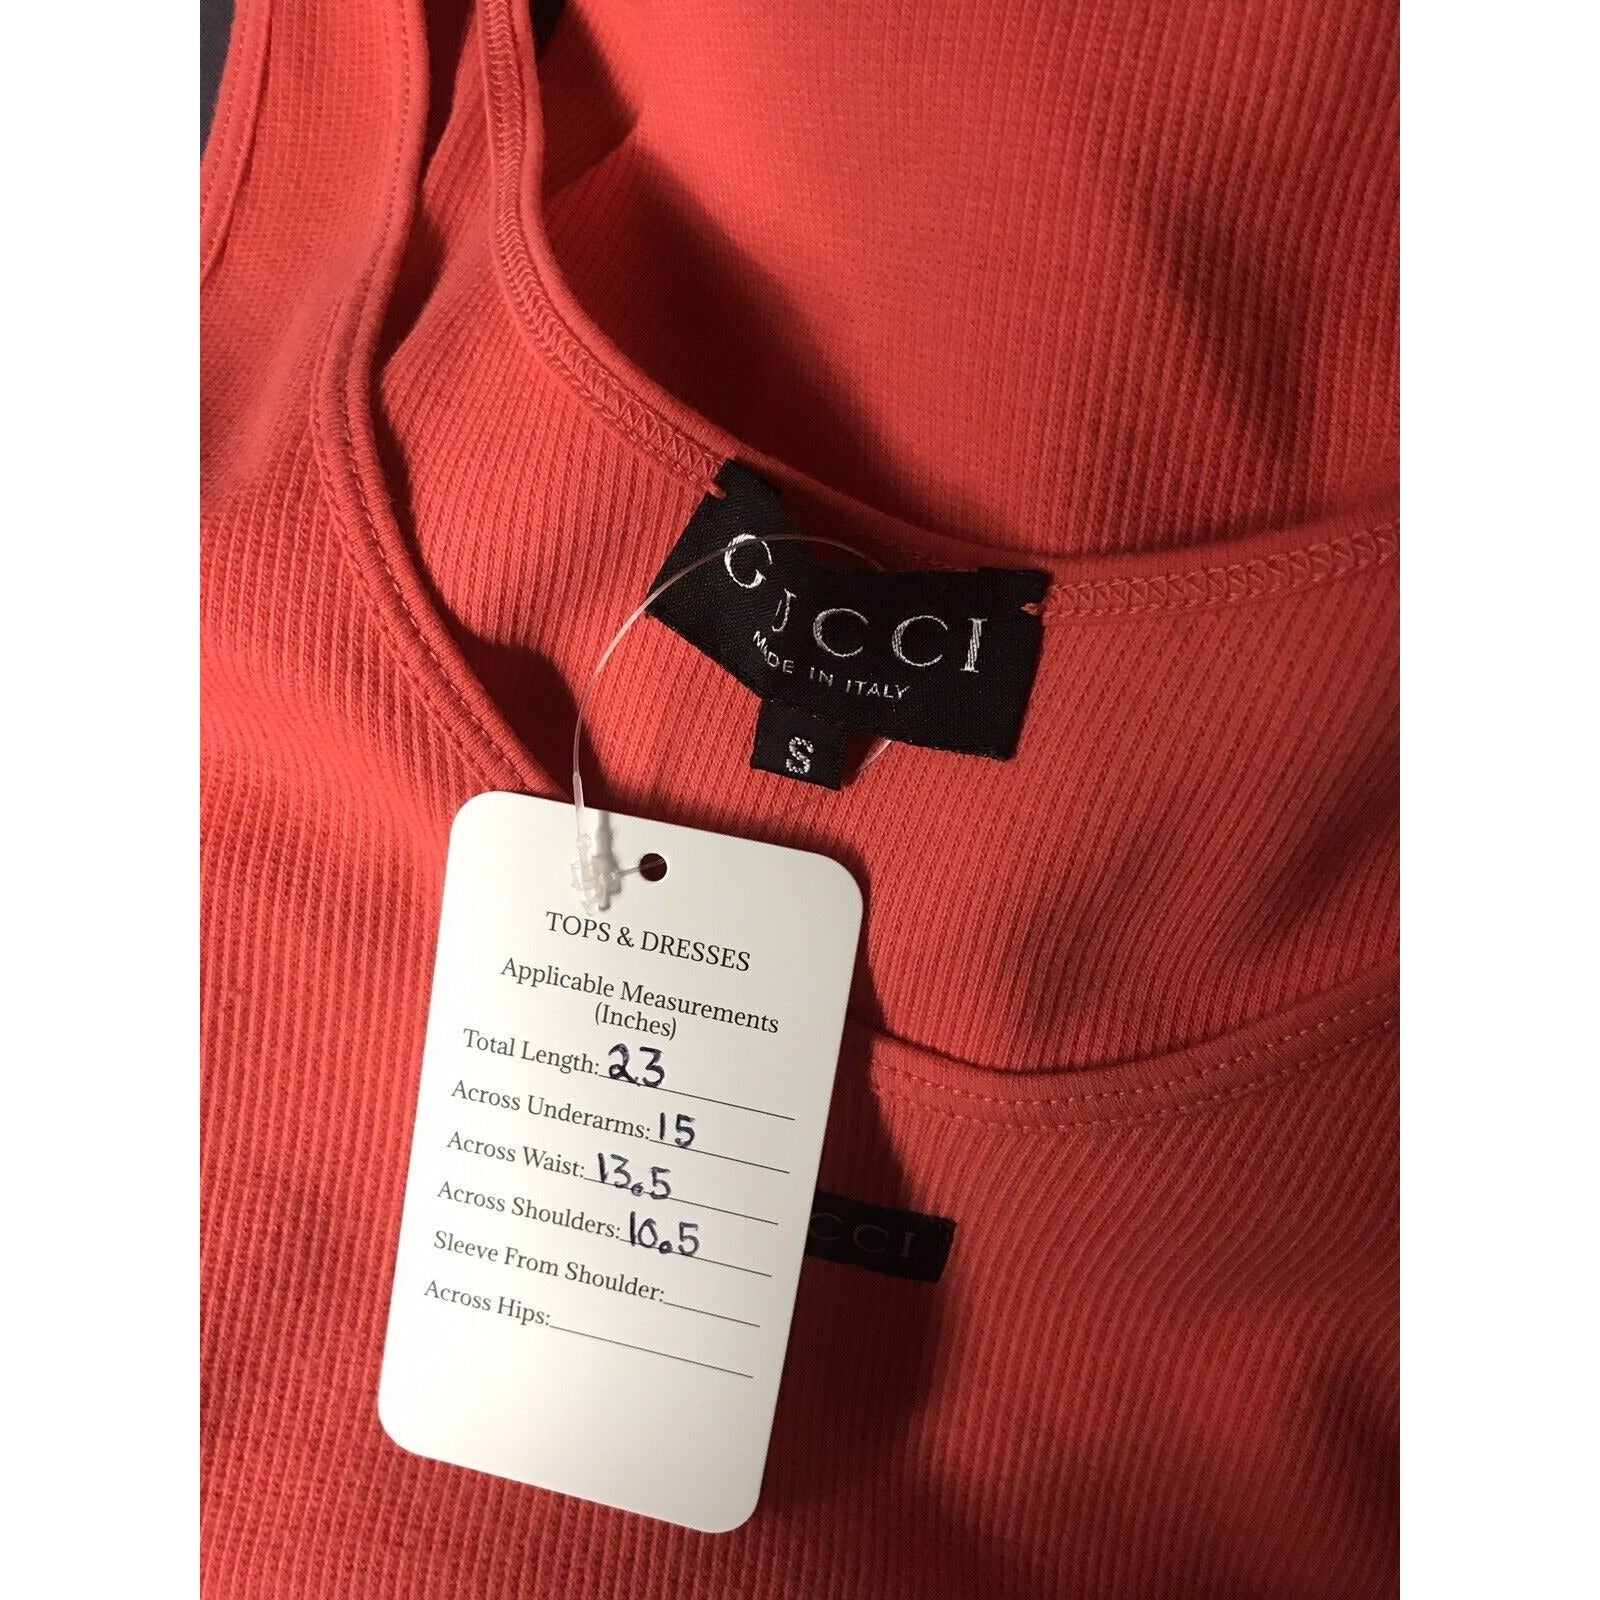 GUCCI
MADE IN ITALY
S
TOPS & DRESSES
Applicable Measurements
(Inches)
Total Length: 23
Across Underarms: 15
Across Waist: 13.5
Across Shoulders: 10.5
Sleeve From Shoulder:
Across Hips:
CCI